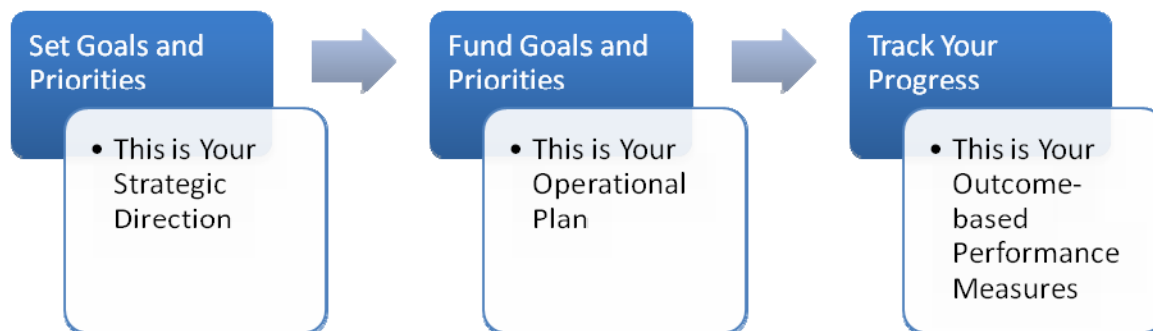 Set Goals and
Priorities
• This is Your
Strategic
Direction
Fund Goals and
Priorities
• This is Your
Operational
Plan
Track Your
Progress
• This is Your
Outcome-
based
Performance
Measures